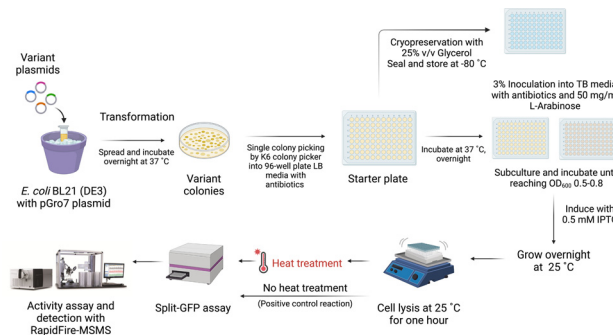 Variant
plasmids
E. coli BL21 (DE3)
with pGro7 plasmid
Transformation
Spread and incubate
overnight at 37 ˚C
Variant
colonies
Single colony picking
by K6 colony picker
into 96-well plate LB
media with
antibiotics
Starter plate
Cryopreservation with
25% v/v Glycerol
Seal and store at -80 ˚C
Incubate at 37 ˚C,
overnight
3% Inoculation into TB media
with antibiotics and 50 mg/m
L-Arabinose
Subculture and incubate unt
reaching OD₆₀₀ 0.5-0.8
Induce with
0.5 mM IPTG
Grow overnight
at 25 ˚C
Cell lysis at 25 ˚C
for one hour
Heat treatment
No heat treatment
(Positive control reaction)
Split-GFP assay
Activity assay and
detection with
RapidFire-MSMS